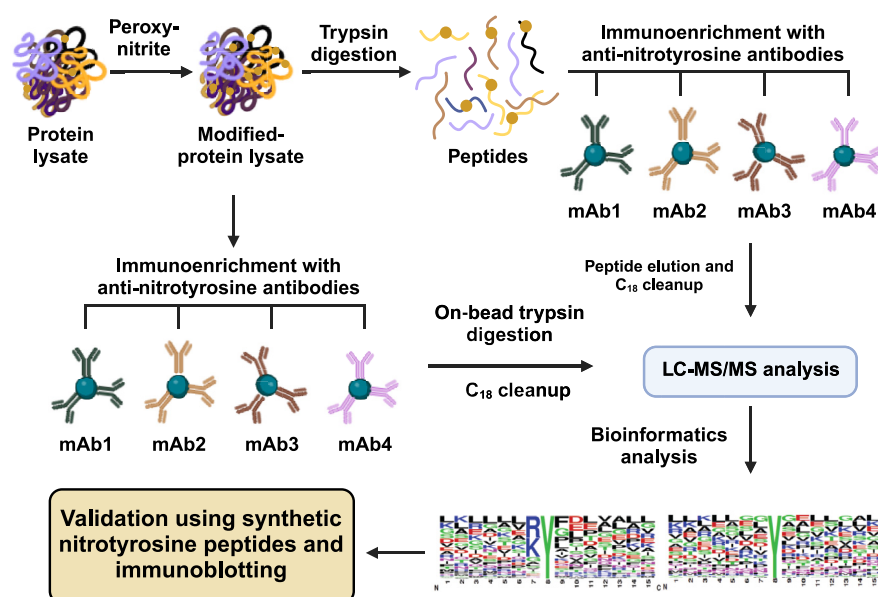 Peroxy-
nitrite
Trypsin
digestion
Immunoenrichment with
anti-nitrotyrosine antibodies
Protein
lysate
Modified-
protein lysate
Peptides
mAb1 mAb2 mAb3 mAb4
Immunoenrichment with
anti-nitrotyrosine antibodies
Peptide elution and
C₁₈ cleanup
On-bead trypsin
digestion
C₁₈ cleanup
LC-MS/MS analysis
mAb1 mAb2 mAb3 mAb4
Bioinformatics
analysis
Validation using synthetic
nitrotyrosine peptides and
immunoblotting